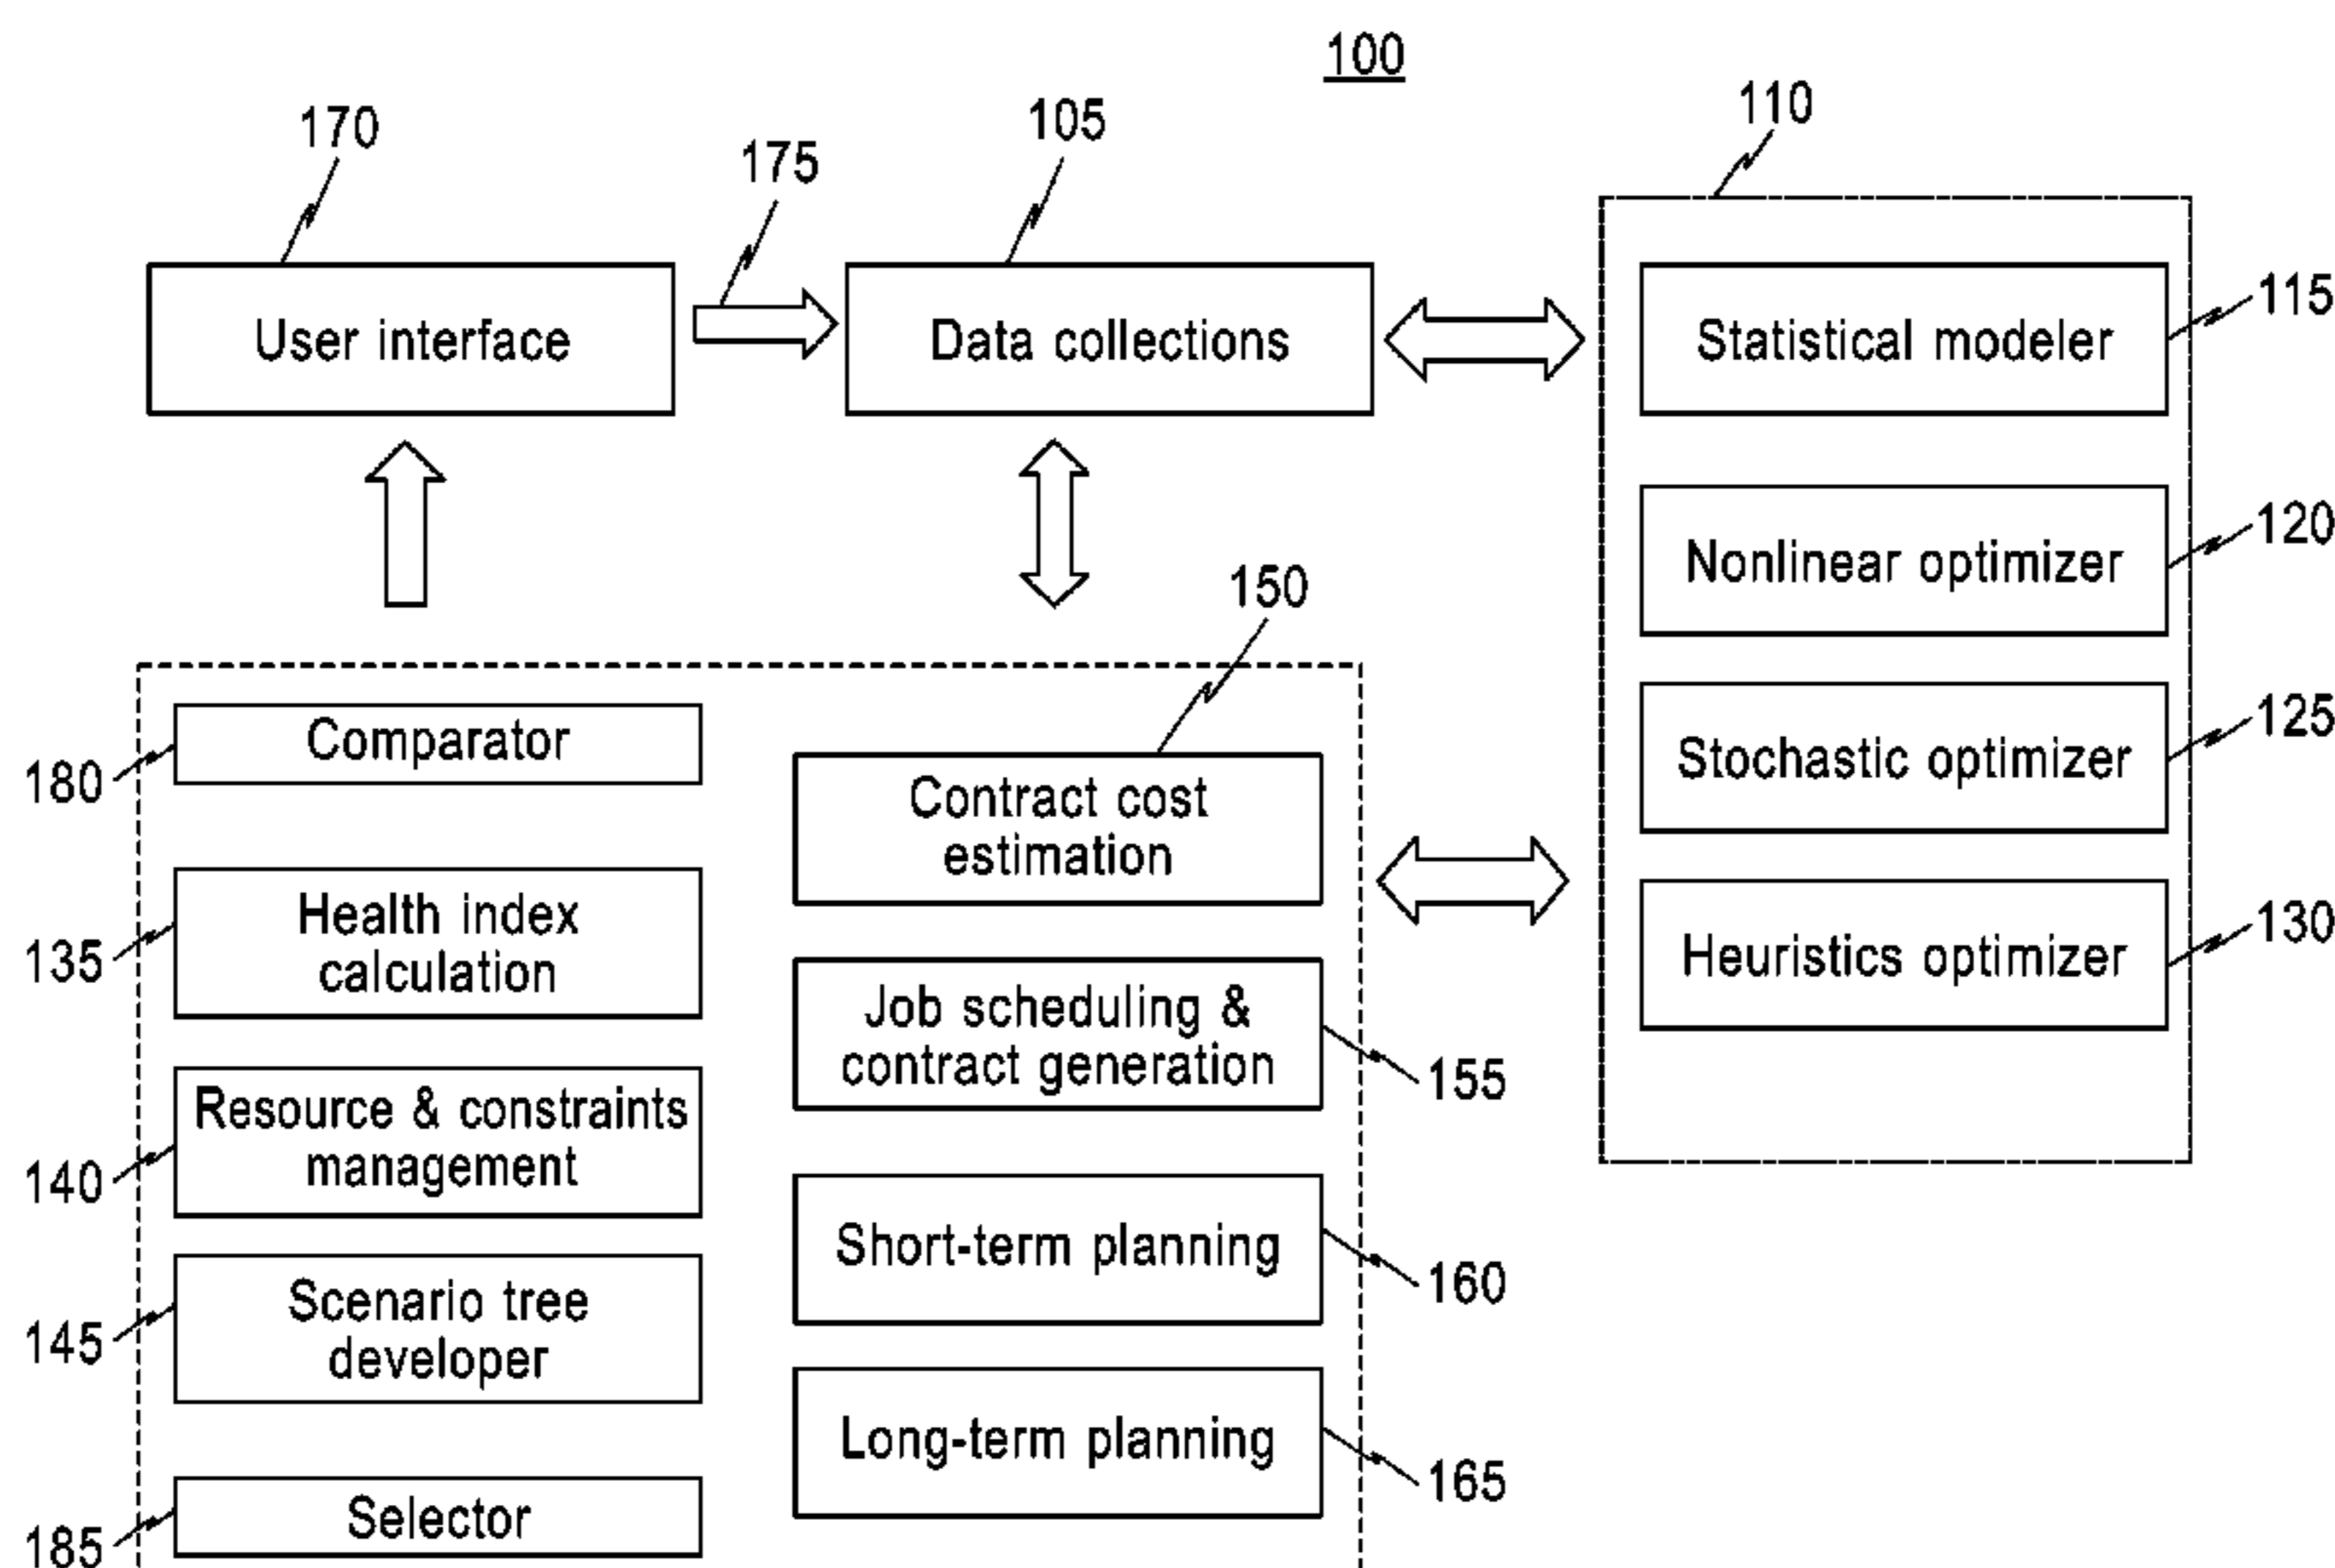 100
170
175
105
110
User interface
Data collections
Statistical modeler
115
Nonlinear optimizer
120
Stochastic optimizer
125
Heuristics optimizer
130
150
Comparator
180
Health index
calculation
135
Resource & constraints
management
140
Scenario tree
developer
145
Selector
185
Contract cost
estimation
Job scheduling &
contract generation
155
Short-term planning
160
Long-term planning
165